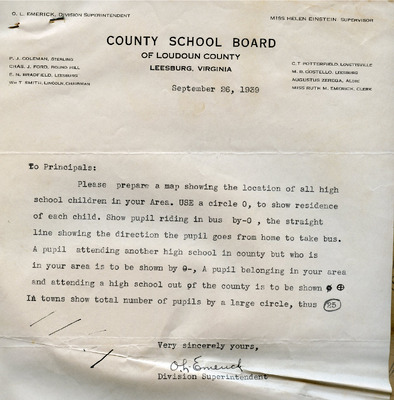 O. L. EMERICK, DIVISION SUPERINTENDENT
MISS HELEN EINSTEIN, SUPERVISOR
COUNTY SCHOOL BOARD
OF LOUDOUN COUNTY
LEESBURG, VIRGINIA
P. J. COLEMAN, STERLING
CHAS. J. FORD, ROUND HILL
E. N. BRADFIELD, LEESBURG
WM T. SMITH, LINCOLN, CHAIRMAN
C. T. POTTERFIELD, LOVETTSVILLE
M. B. COSTELLO, LEESBURG
AUGUSTUS ZEREGA, ALDIE
MISS RUTH M. EMERICK, CLERK
September 26, 1939
To Principals:
Please prepare a map showing the location of all high
school children in your Area. USE a circle O, to show residence
of each child. Show pupil riding in bus by-O , the straight
line showing the direction the pupil goes from home to take bus.
A pupil attending another high school in county but who is
in your area is to be shown by O-, A pupil belonging in your area
and attending a high school out of the county is to be shown ⊕
In towns show total number of pupils by a large circle, thus 25
Very sincerely yours,
O. L. Emerick
Division Superintendent